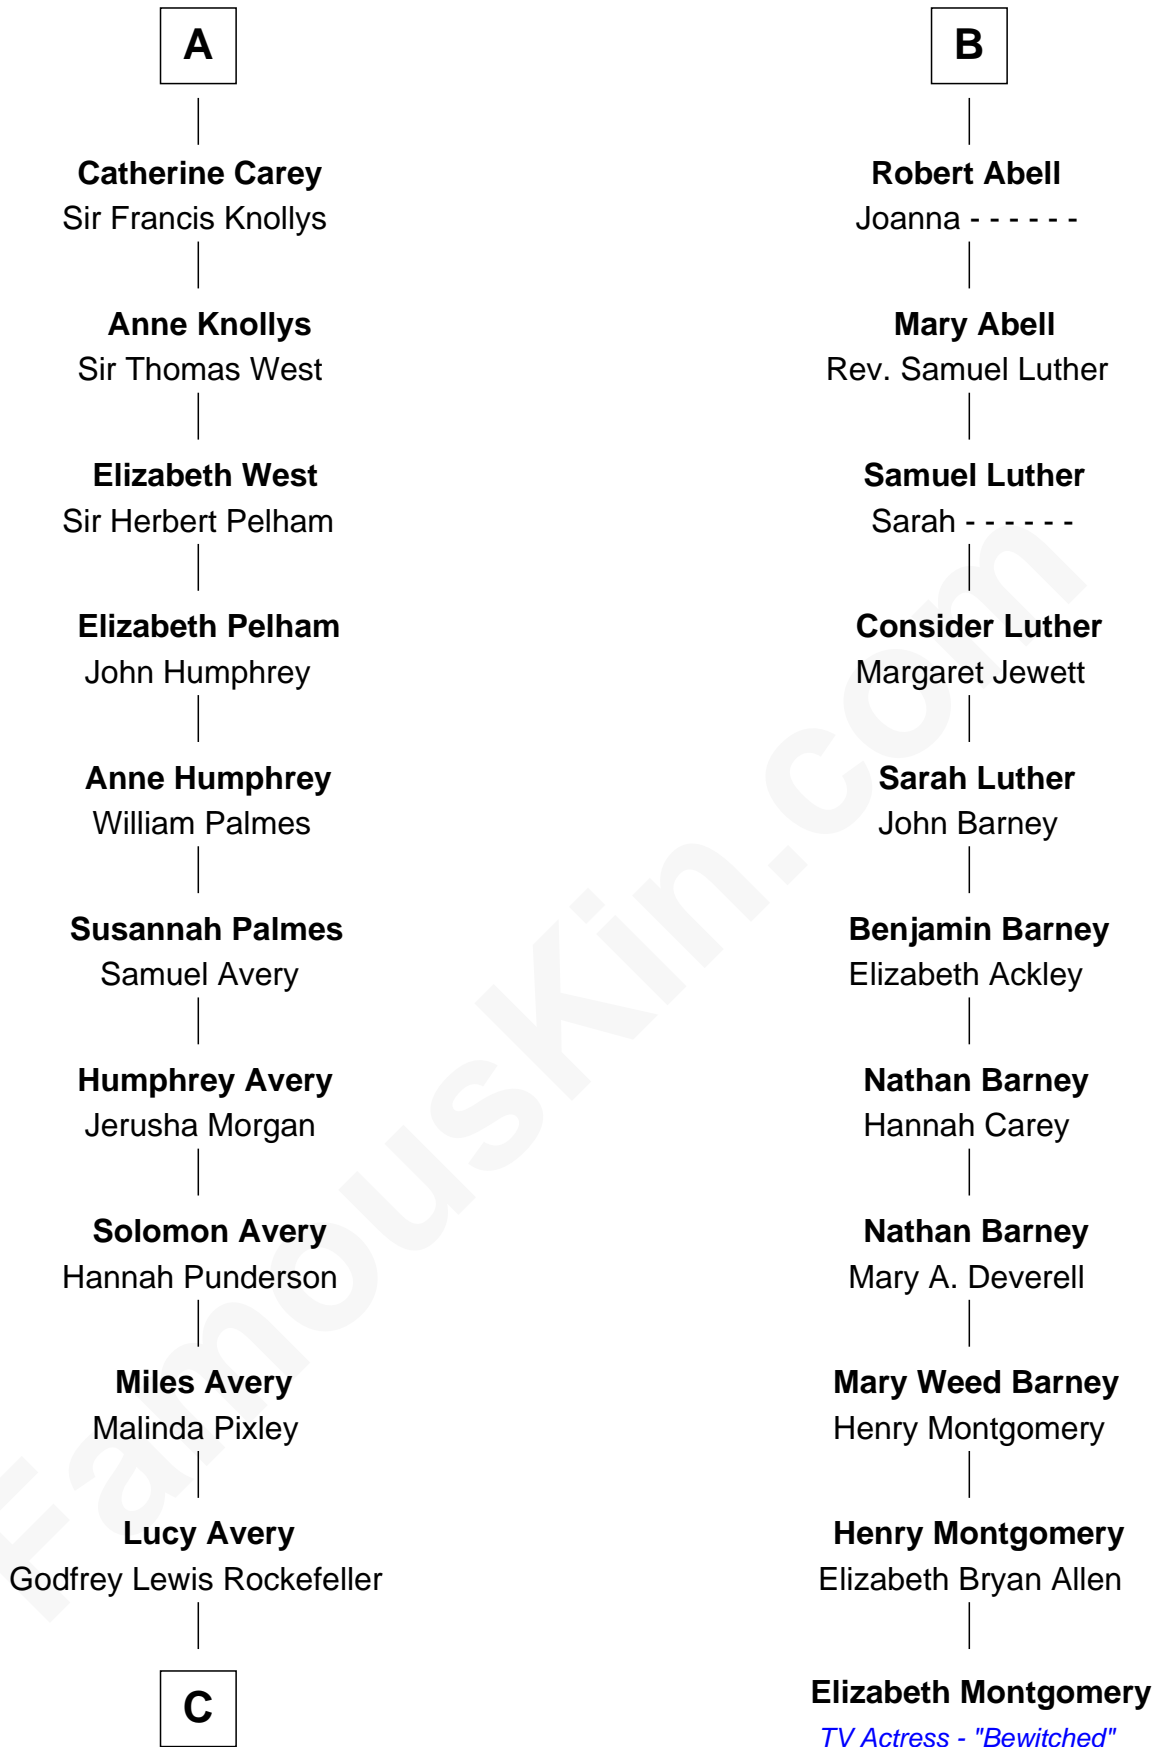 A
Catherine Carey
Sir Francis Knollys
Anne Knollys
Sir Thomas West
Elizabeth West
Sir Herbert Pelham
Elizabeth Pelham
John Humphrey
Anne Humphrey
William Palmes
Susannah Palmes
Samuel Avery
Humphrey Avery
Jerusha Morgan
Solomon Avery
Hannah Punderson
Miles Avery
Malinda Pixley
Lucy Avery
Godfrey Lewis Rockefeller
C
B
Robert Abell
Joanna - - - - - -
Mary Abell
Rev. Samuel Luther
Samuel Luther
Sarah - - - - - -
Consider Luther
Margaret Jewett
Sarah Luther
John Barney
Benjamin Barney
Elizabeth Ackley
Nathan Barney
Hannah Carey
Nathan Barney
Mary A. Deverell
Mary Weed Barney
Henry Montgomery
Henry Montgomery
Elizabeth Bryan Allen
Elizabeth Montgomery
TV Actress - "Bewitched"
FamousKin.com